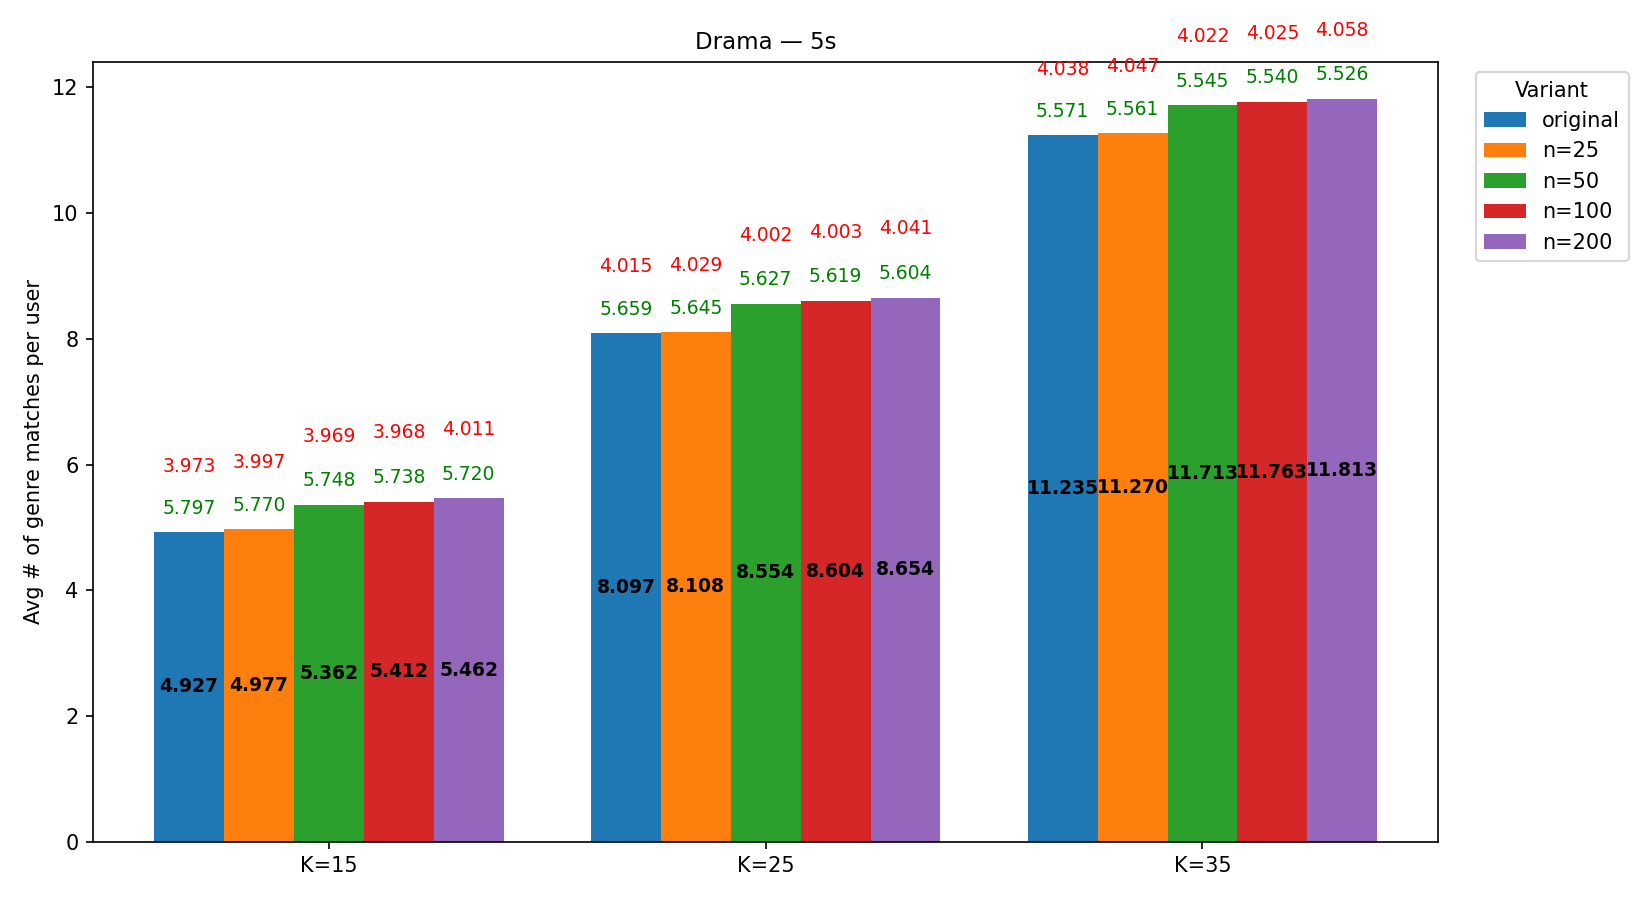 Drama — 5s
Avg # of genre matches per user
12
10
8
6
4
2
0
3.973 3.997 3.969 3.968 4.011
5.797 5.770 5.748 5.738 5.720
4.927 4.977 5.362 5.412 5.462
4.015 4.029 4.002 4.003 4.041
5.659 5.645 5.627 5.619 5.604
8.097 8.108 8.554 8.604 8.654
4.038 4.047 4.022 4.025 4.058
5.571 5.561 5.545 5.540 5.526
11.235 11.270 11.713 11.763 11.813
K=15 K=25 K=35
Variant
original
n=25
n=50
n=100
n=200